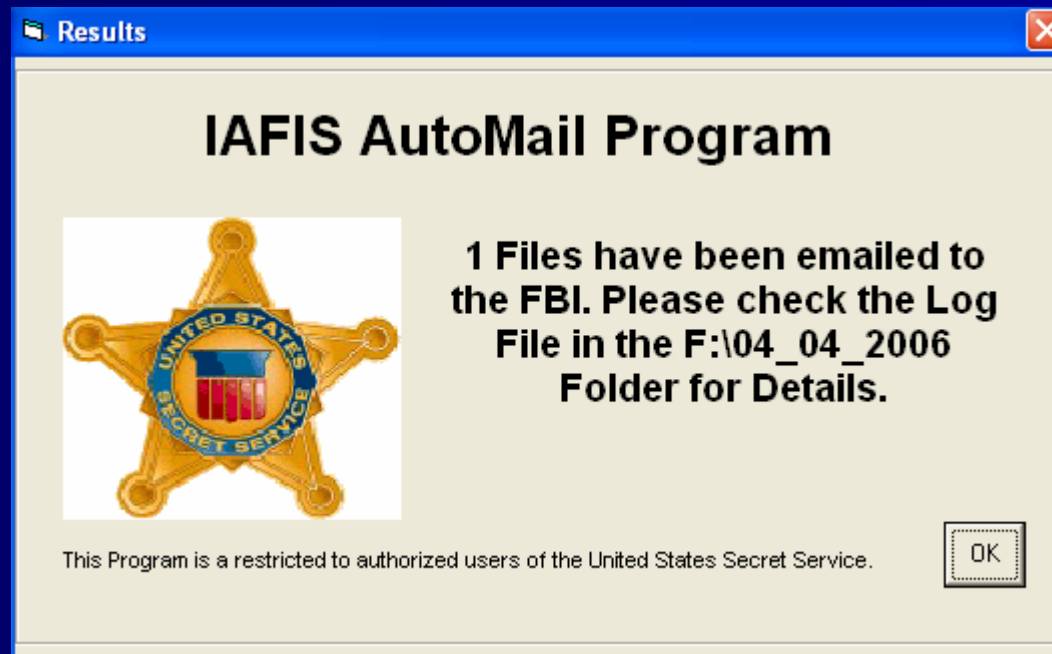 Results
IAFIS AutoMail Program
1 Files have been emailed to
the FBI. Please check the Log
File in the F:\04_04_2006
Folder for Details.
UNITED STATES
SECRET SERVICE
This Program is a restricted to authorized users of the United States Secret Service.
OK